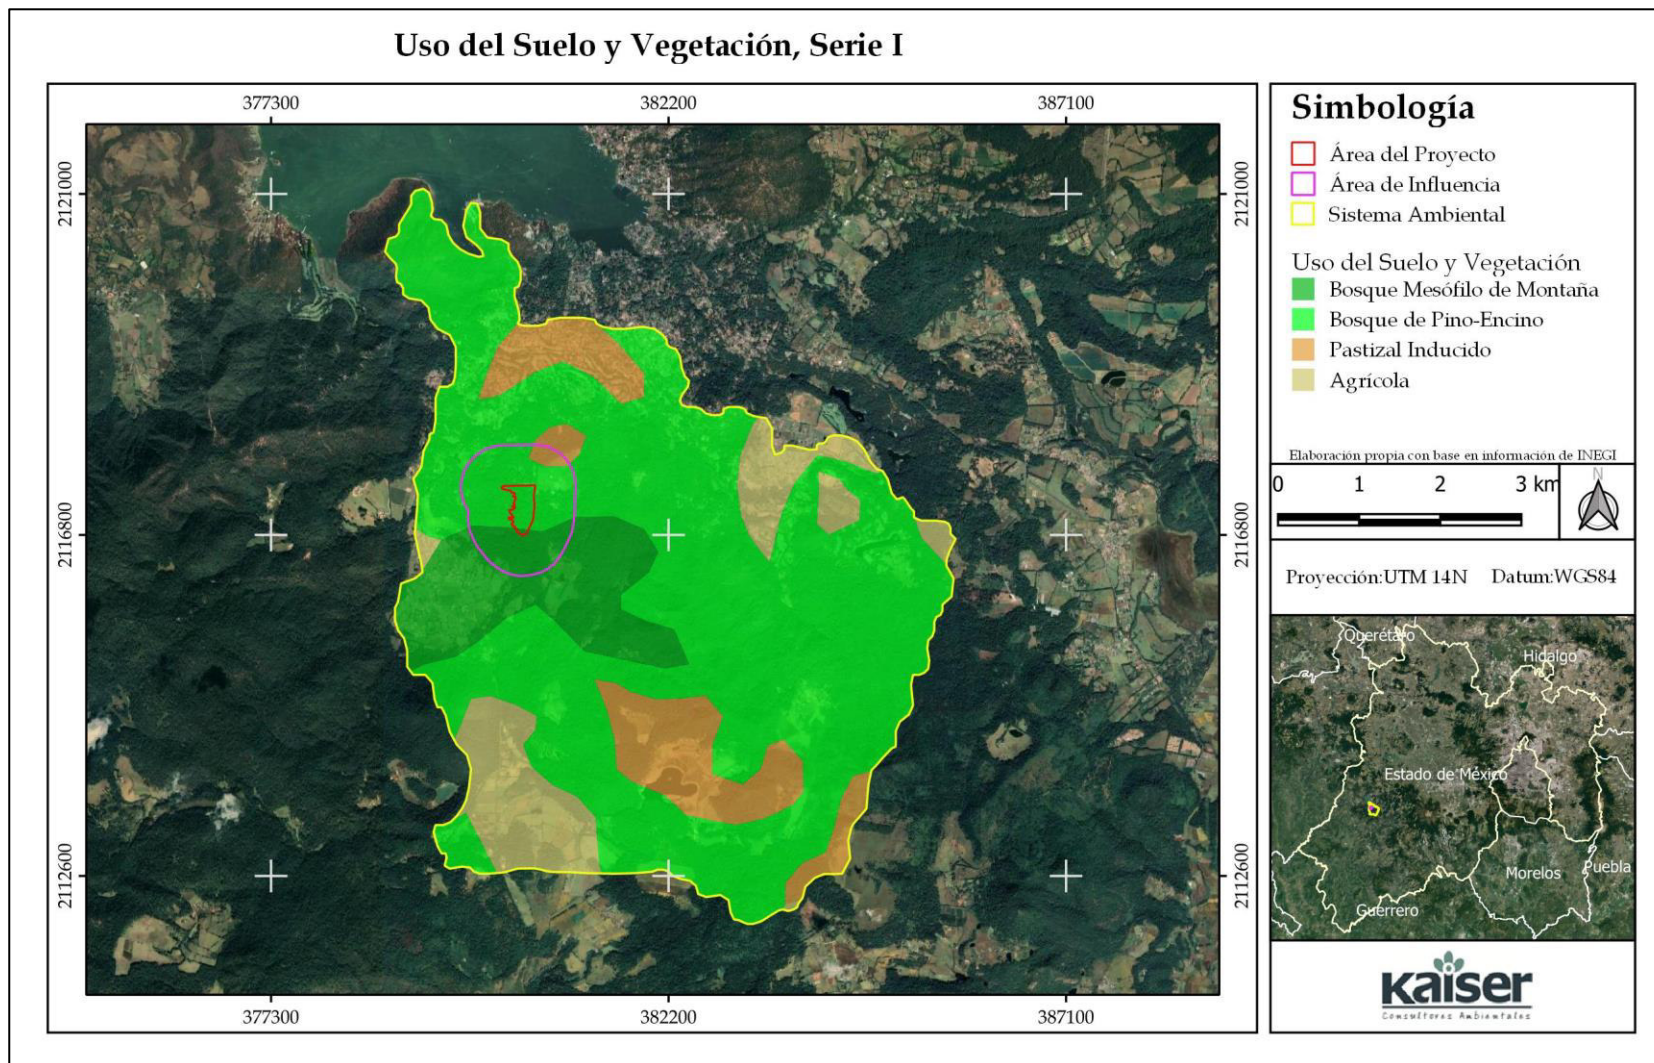 Uso del Suelo y Vegetación, Serie I
377300 382200 387100
2121000 2121000
2116800 2116800
2112600 2112600
377300 382200 387100
Simbología
Área del Proyecto
Área de Influencia
Sistema Ambiental
Uso del Suelo y Vegetación
Bosque Mesófilo de Montaña
Bosque de Pino-Encino
Pastizal Inducido
Agrícola
Elaboración propia con base en información de INEGI
0 1 2 3 km
N
Proyección:UTM 14N Datum:WGS84
Querétaro
Hidalgo
Estado de México
Morelos
Puebla
Guerrero
Kaiser
Consultores Ambientales